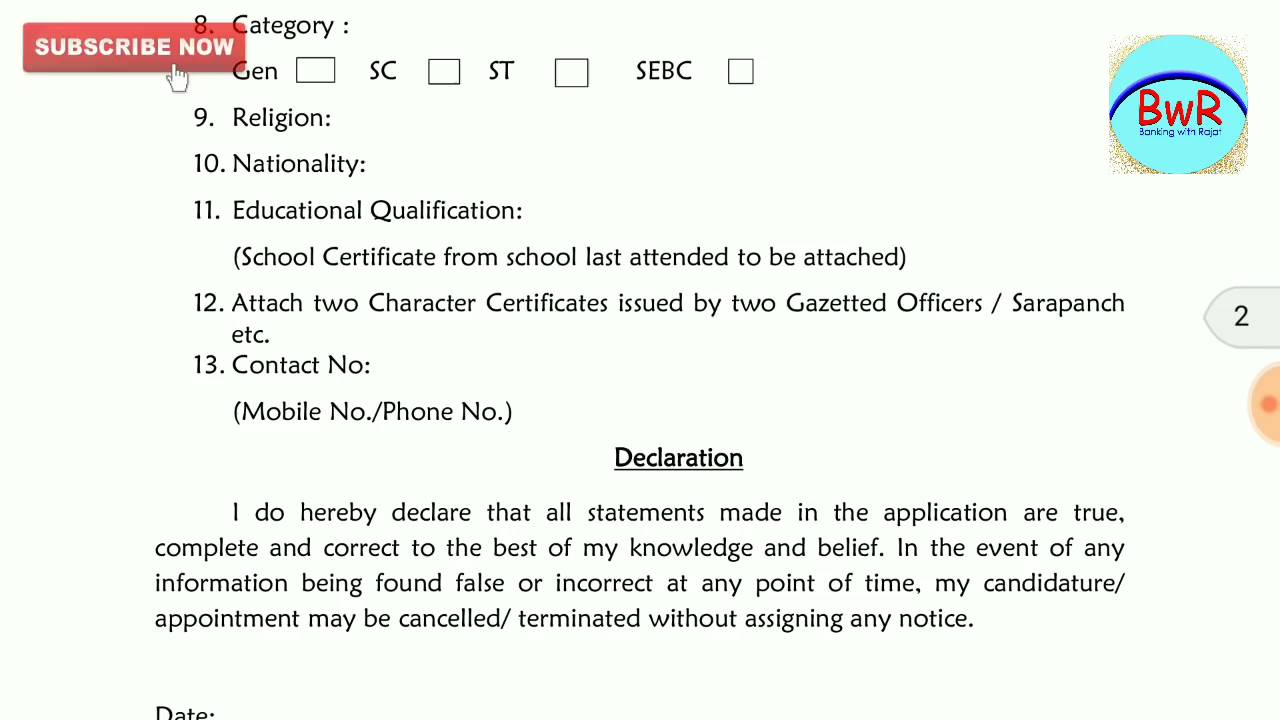 8. Category :
SUBSCRIBE NOW
Gen SC ST SEBC
BwR
Banking with Rajat
9. Religion:
10. Nationality:
11. Educational Qualification:
(School Certificate from school last attended to be attached)
12. Attach two Character Certificates issued by two Gazetted Officers / Sarapanch
etc.
2
13. Contact No:
(Mobile No./Phone No.)
Declaration
I do hereby declare that all statements made in the application are true,
complete and correct to the best of my knowledge and belief. In the event of any
information being found false or incorrect at any point of time, my candidature/
appointment may be cancelled/ terminated without assigning any notice.
Date: